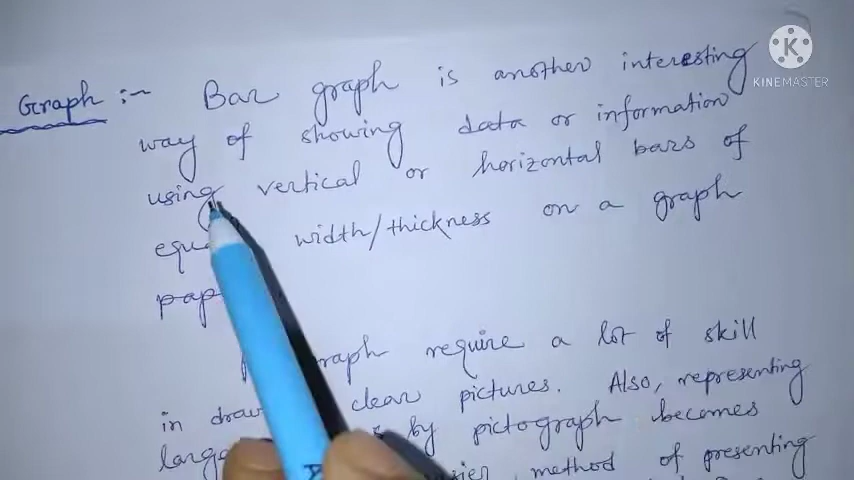 Graph :- Bar graph is another interesting
way of showing data or information
using vertical or horizontal bars of
width/thickness on a graph
require a lot of skill
in clear pictures. Also, representing
by pictograph becomes
method of presenting
KINEMASTER